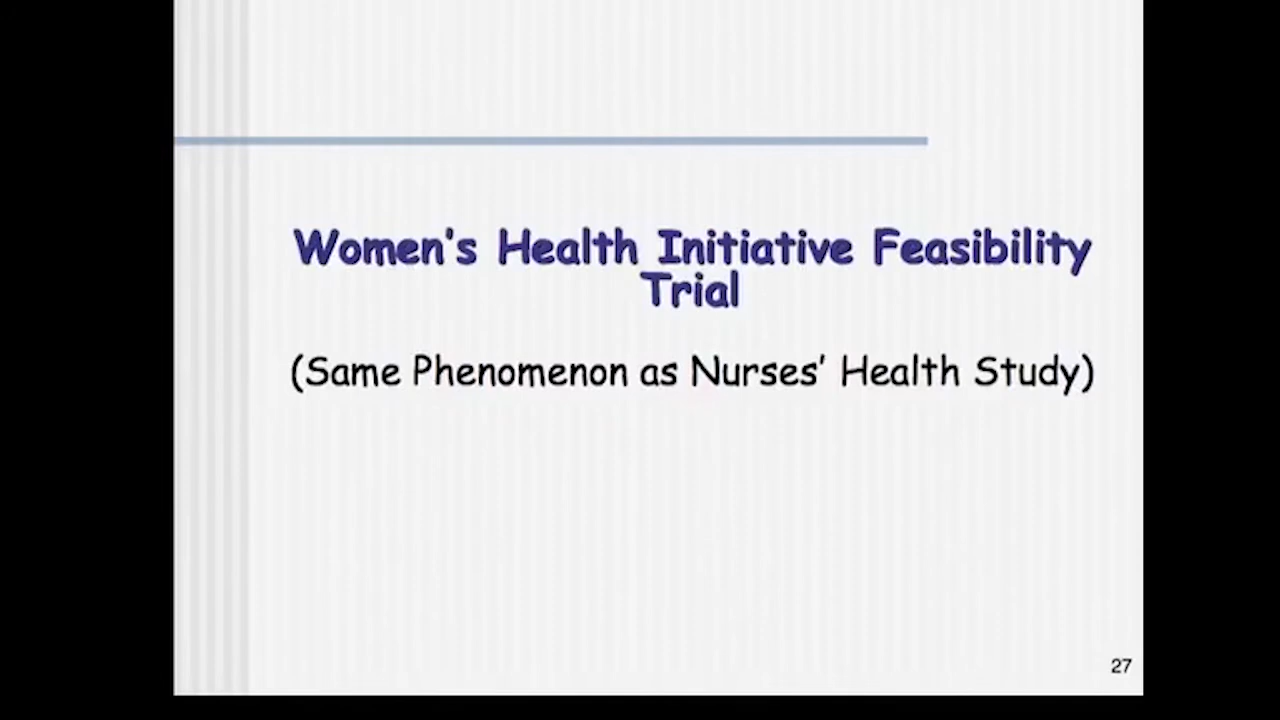 Women's Health Initiative Feasibility
Trial
(Same Phenomenon as Nurses' Health Study)
27